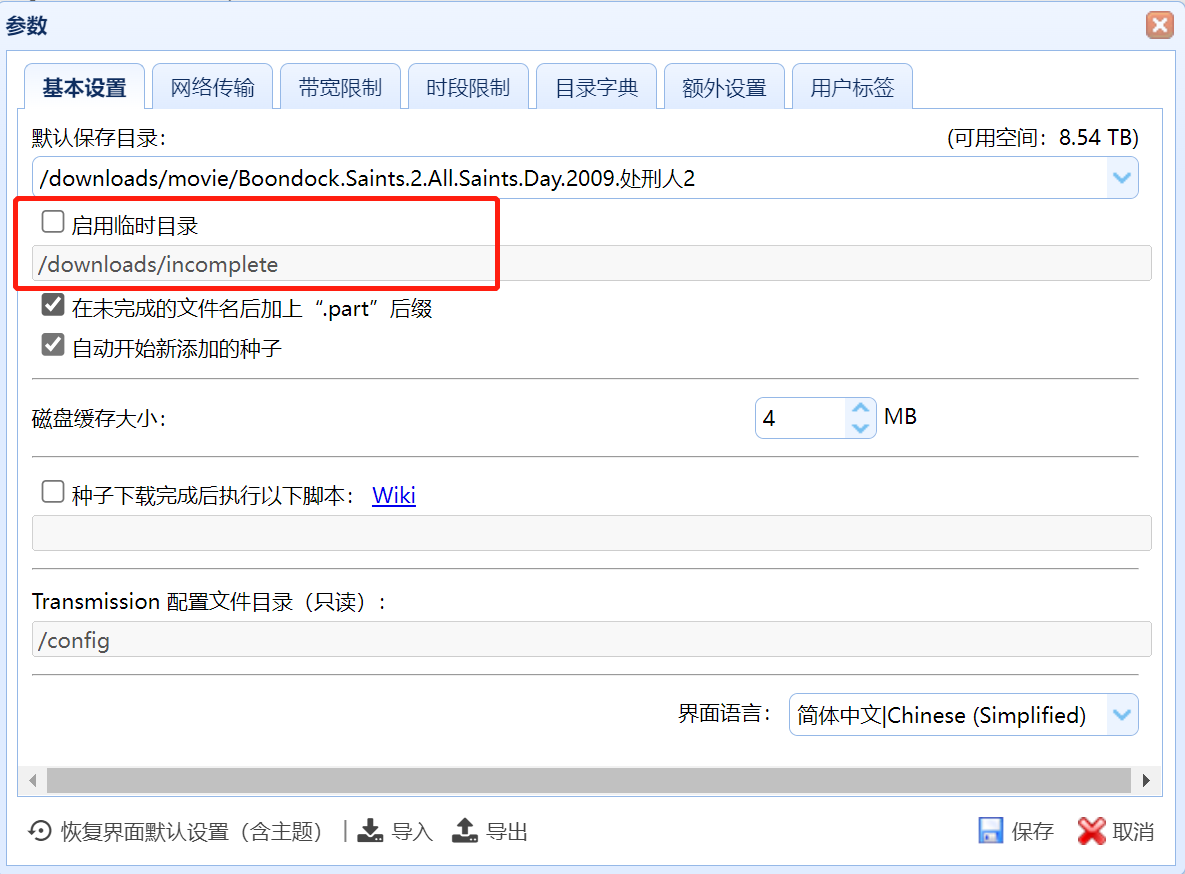 参数
基本设置 网络传输 带宽限制 时段限制 目录字典 额外设置 用户标签
默认保存目录： (可用空间：8.54 TB)
/downloads/movie/Boondock.Saints.2.All.Saints.Day.2009.处刑人2
启用临时目录
/downloads/incomplete
在未完成的文件名后加上“.part”后缀
自动开始新添加的种子
磁盘缓存大小： 4 MB
种子下载完成后执行以下脚本： Wiki
Transmission 配置文件目录（只读）：
/config
界面语言： 简体中文|Chinese (Simplified)
恢复界面默认设置（含主题） | 导入 导出 保存 取消